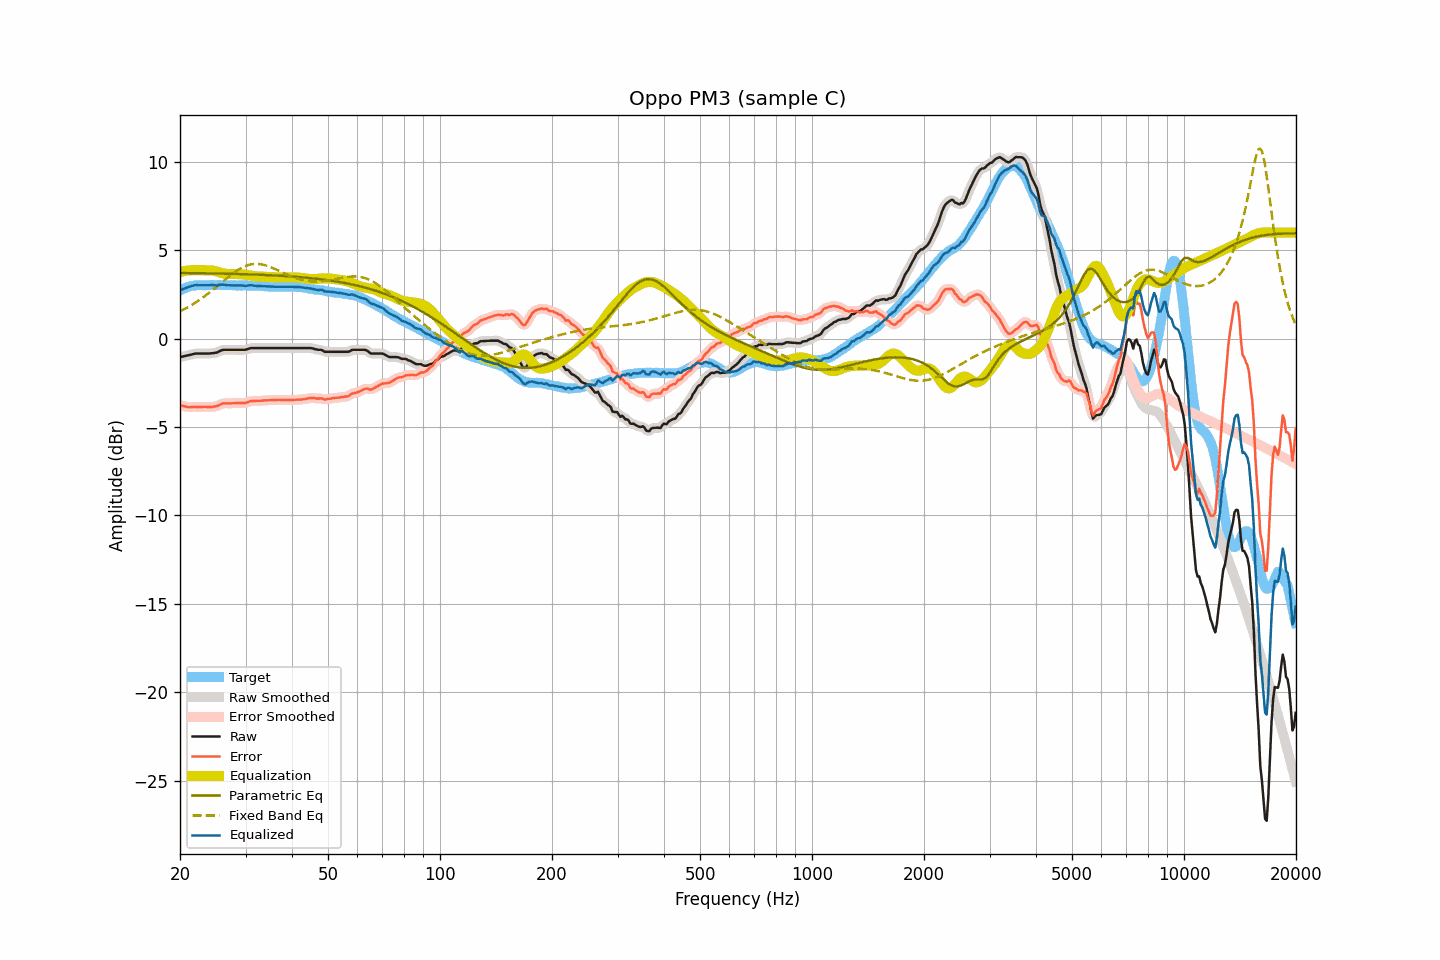 Oppo PM3 (sample C)
Amplitude (dBr)
10
5
0
−5
−10
−15
−20
−25
Target
Raw Smoothed
Error Smoothed
Raw
Error
Equalization
Parametric Eq
Fixed Band Eq
Equalized
20 50 100 200 500 1000 2000 5000 10000 20000
Frequency (Hz)